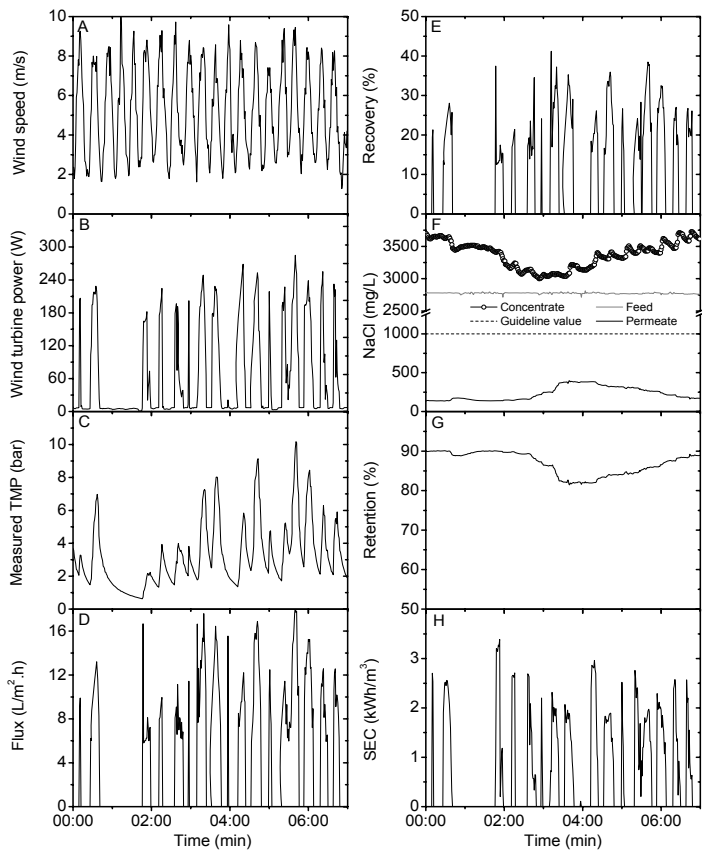 A
Wind speed (m/s)
10
8
6
4
2
0
B
Wind turbine power (W)
300
240
180
120
60
0
C
Measured TMP (bar)
10
8
6
4
2
0
D
Flux (L/m².h)
16
12
8
4
0
00:00 02:00 04:00 06:00
Time (min)
E
Recovery (%)
50
40
30
20
10
0
F
NaCl (mg/L)
3500
3000
2500
1000
500
0
Concentrate
Feed
Guideline value
Permeate
G
Retention (%)
90
80
70
60
50
H
SEC (kWh/m³)
3
2
1
0
00:00 02:00 04:00 06:00
Time (min)